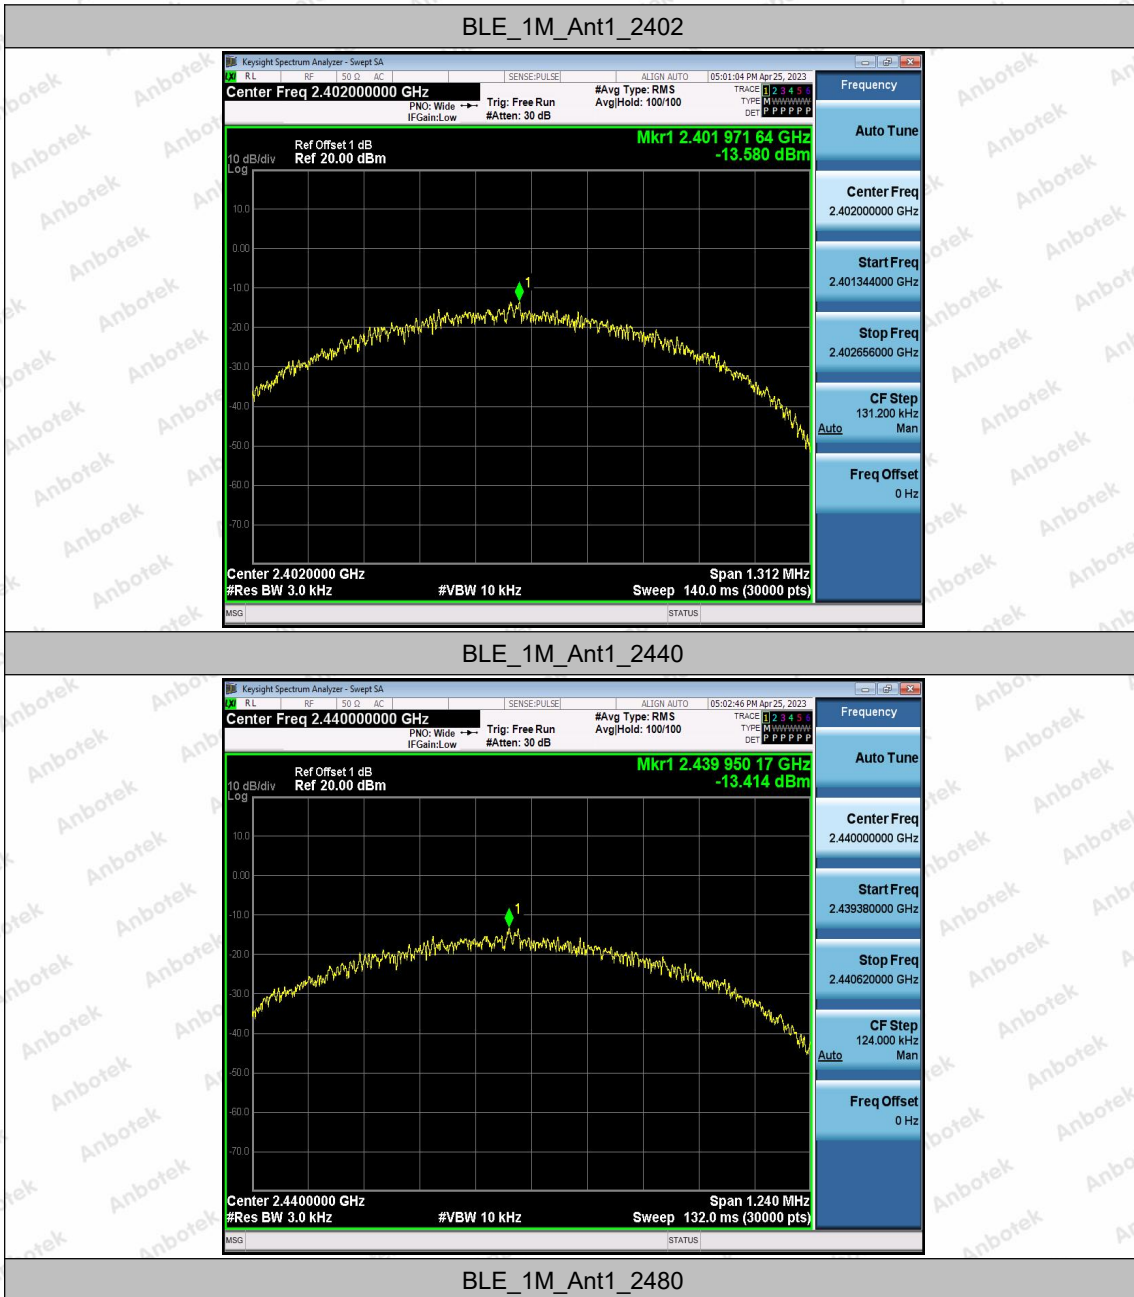 BLE_1M_Ant1_2402
Keysight Spectrum Analyzer - Swept SA
LXI RL RF 50 Ω AC SENSE:PULSE ALIGN AUTO 05:01:04 PM Apr 25, 2023
Center Freq 2.402000000 GHz
PNO: Wide
IFGain:Low
Trig: Free Run
#Atten: 30 dB
#Avg Type: RMS
Avg|Hold: 100/100
TRACE 1 2 3 4 5 6
TYPE M W W W W W
DET P P P P P P
Mkr1 2.401 971 64 GHz
-13.580 dBm
Ref Offset 1 dB
10 dB/div Ref 20.00 dBm
Log
10.0
0.00
-10.0
-20.0
-30.0
-40.0
-50.0
-60.0
-70.0
1
Center 2.4020000 GHz Span 1.312 MHz
#Res BW 3.0 kHz #VBW 10 kHz Sweep 140.0 ms (30000 pts)
MSG STATUS
Frequency
Auto Tune
Center Freq
2.402000000 GHz
Start Freq
2.401344000 GHz
Stop Freq
2.402656000 GHz
CF Step
131.200 kHz
Auto Man
Freq Offset
0 Hz
BLE_1M_Ant1_2440
Keysight Spectrum Analyzer - Swept SA
LXI RL RF 50 Ω AC SENSE:PULSE ALIGN AUTO 05:02:46 PM Apr 25, 2023
Center Freq 2.440000000 GHz
PNO: Wide
IFGain:Low
Trig: Free Run
#Atten: 30 dB
#Avg Type: RMS
Avg|Hold: 100/100
TRACE 1 2 3 4 5 6
TYPE M W W W W W
DET P P P P P P
Mkr1 2.439 950 17 GHz
-13.414 dBm
Ref Offset 1 dB
10 dB/div Ref 20.00 dBm
Log
10.0
0.00
-10.0
-20.0
-30.0
-40.0
-50.0
-60.0
-70.0
1
Center 2.4400000 GHz Span 1.240 MHz
#Res BW 3.0 kHz #VBW 10 kHz Sweep 132.0 ms (30000 pts)
MSG STATUS
Frequency
Auto Tune
Center Freq
2.440000000 GHz
Start Freq
2.439380000 GHz
Stop Freq
2.440620000 GHz
CF Step
124.000 kHz
Auto Man
Freq Offset
0 Hz
BLE_1M_Ant1_2480
Anbotek